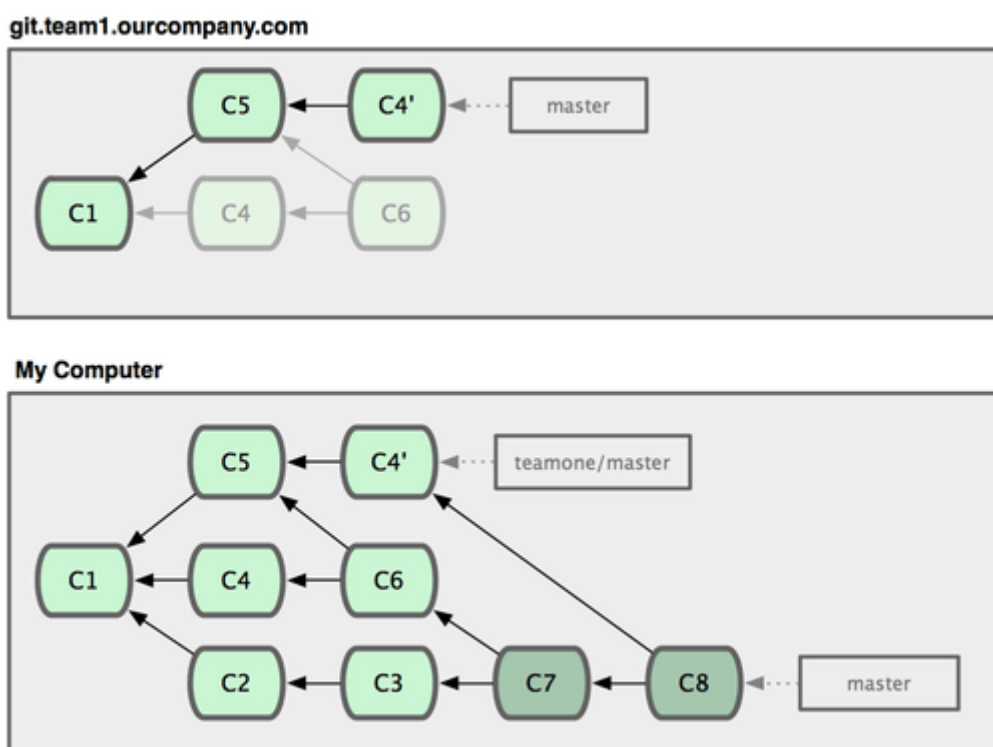 git.team1.ourcompany.com
C5 C4' master
C1 C4 C6
My Computer
C5 C4' teamone/master
C1 C4 C6
C2 C3 C7 C8 master